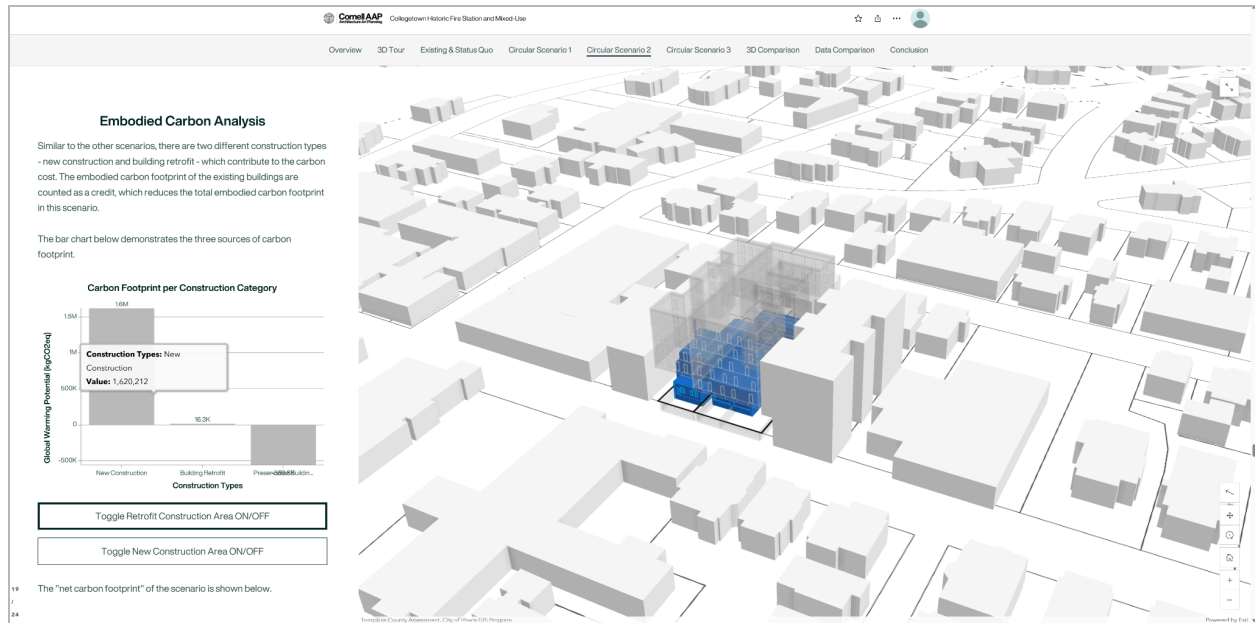 Cornell AAP
Architecture Art Planning
Collegetown Historic Fire Station and Mixed-Use
Overview
3D Tour
Existing & Status Quo
Circular Scenario 1
Circular Scenario 2
Circular Scenario 3
3D Comparison
Data Comparison
Conclusion
Embodied Carbon Analysis
Similar to the other scenarios, there are two different construction types
- new construction and building retrofit - which contribute to the carbon
cost. The embodied carbon footprint of the existing buildings are
counted as a credit, which reduces the total embodied carbon footprint
in this scenario.
The bar chart below demonstrates the three sources of carbon
footprint.
Carbon Footprint per Construction Category
1.6M
1.5M
1M
Construction Types: New
Construction
Value: 1,620,212
500K
16.3K
0
-500K
Global Warming Potential [kgCO2eq]
New Construction
Building Retrofit
Construction Types
Toggle Retrofit Construction Area ON/OFF
Toggle New Construction Area ON/OFF
The "net carbon footprint" of the scenario is shown below.
19
/
24
Tompkins County Assessment, City of Ithaca GIS Program
Powered by Esri